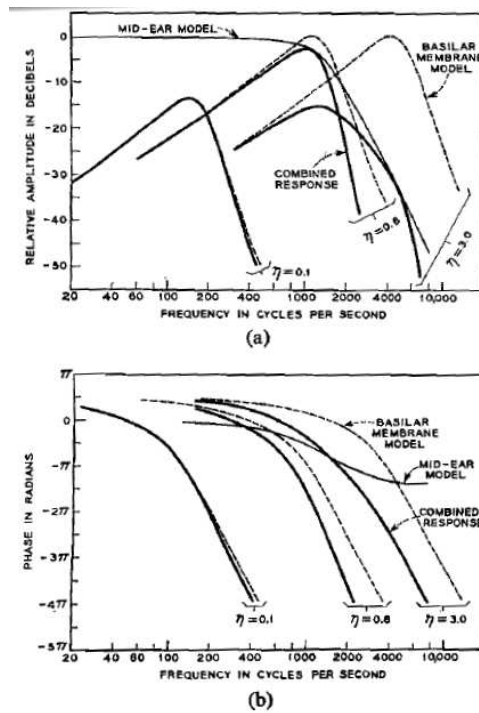 MID-EAR MODEL
BASILAR
MEMBRANE
MODEL
COMBINED
RESPONSE
η=0.1
η=0.6
η=3.0
0
-10
-20
-30
-40
-50
RELATIVE AMPLITUDE IN DECIBELS
20 40 60 100 200 400 1000 2000 4000 10,000
FREQUENCY IN CYCLES PER SECOND
(a)
π
0
-π
-2π
-3π
-4π
-5π
PHASE IN RADIANS
BASILAR
MEMBRANE MODEL
MID-EAR
MODEL
COMBINED
RESPONSE
η=0.1
η=0.6
η=3.0
20 40 60 100 200 400 1000 2000 4000 10,000
FREQUENCY IN CYCLES PER SECOND
(b)